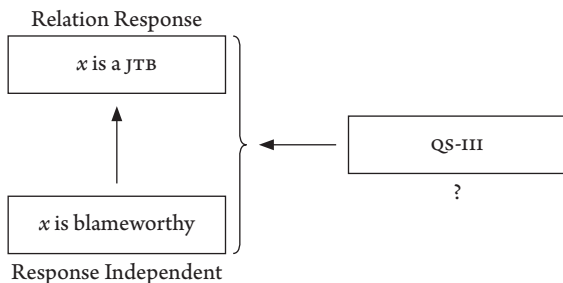 Relation Response
x is a JTB
QS-III
?
x is blameworthy
Response Independent